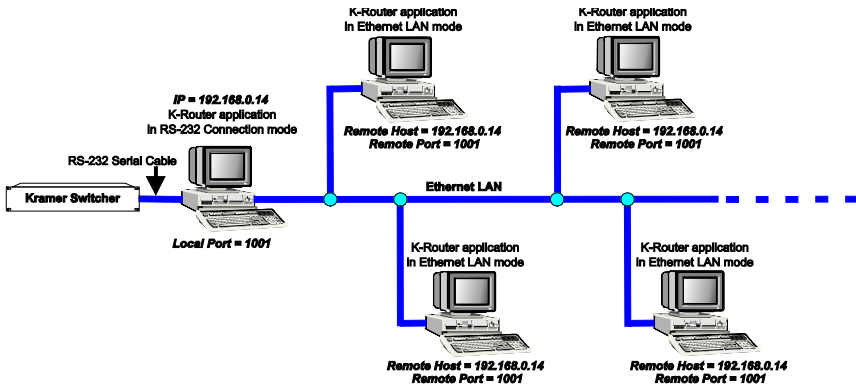 K-Router application
in Ethernet LAN mode
K-Router application
in Ethernet LAN mode
IP = 192.168.0.14
K-Router application
in RS-232 Connection mode
Remote Host = 192.168.0.14
Remote Port = 1001
Remote Host = 192.168.0.14
Remote Port = 1001
RS-232 Serial Cable
Kramer Switcher
Ethernet LAN
Local Port = 1001
K-Router application
in Ethernet LAN mode
K-Router application
in Ethernet LAN mode
Remote Host = 192.168.0.14
Remote Port = 1001
Remote Host = 192.168.0.14
Remote Port = 1001